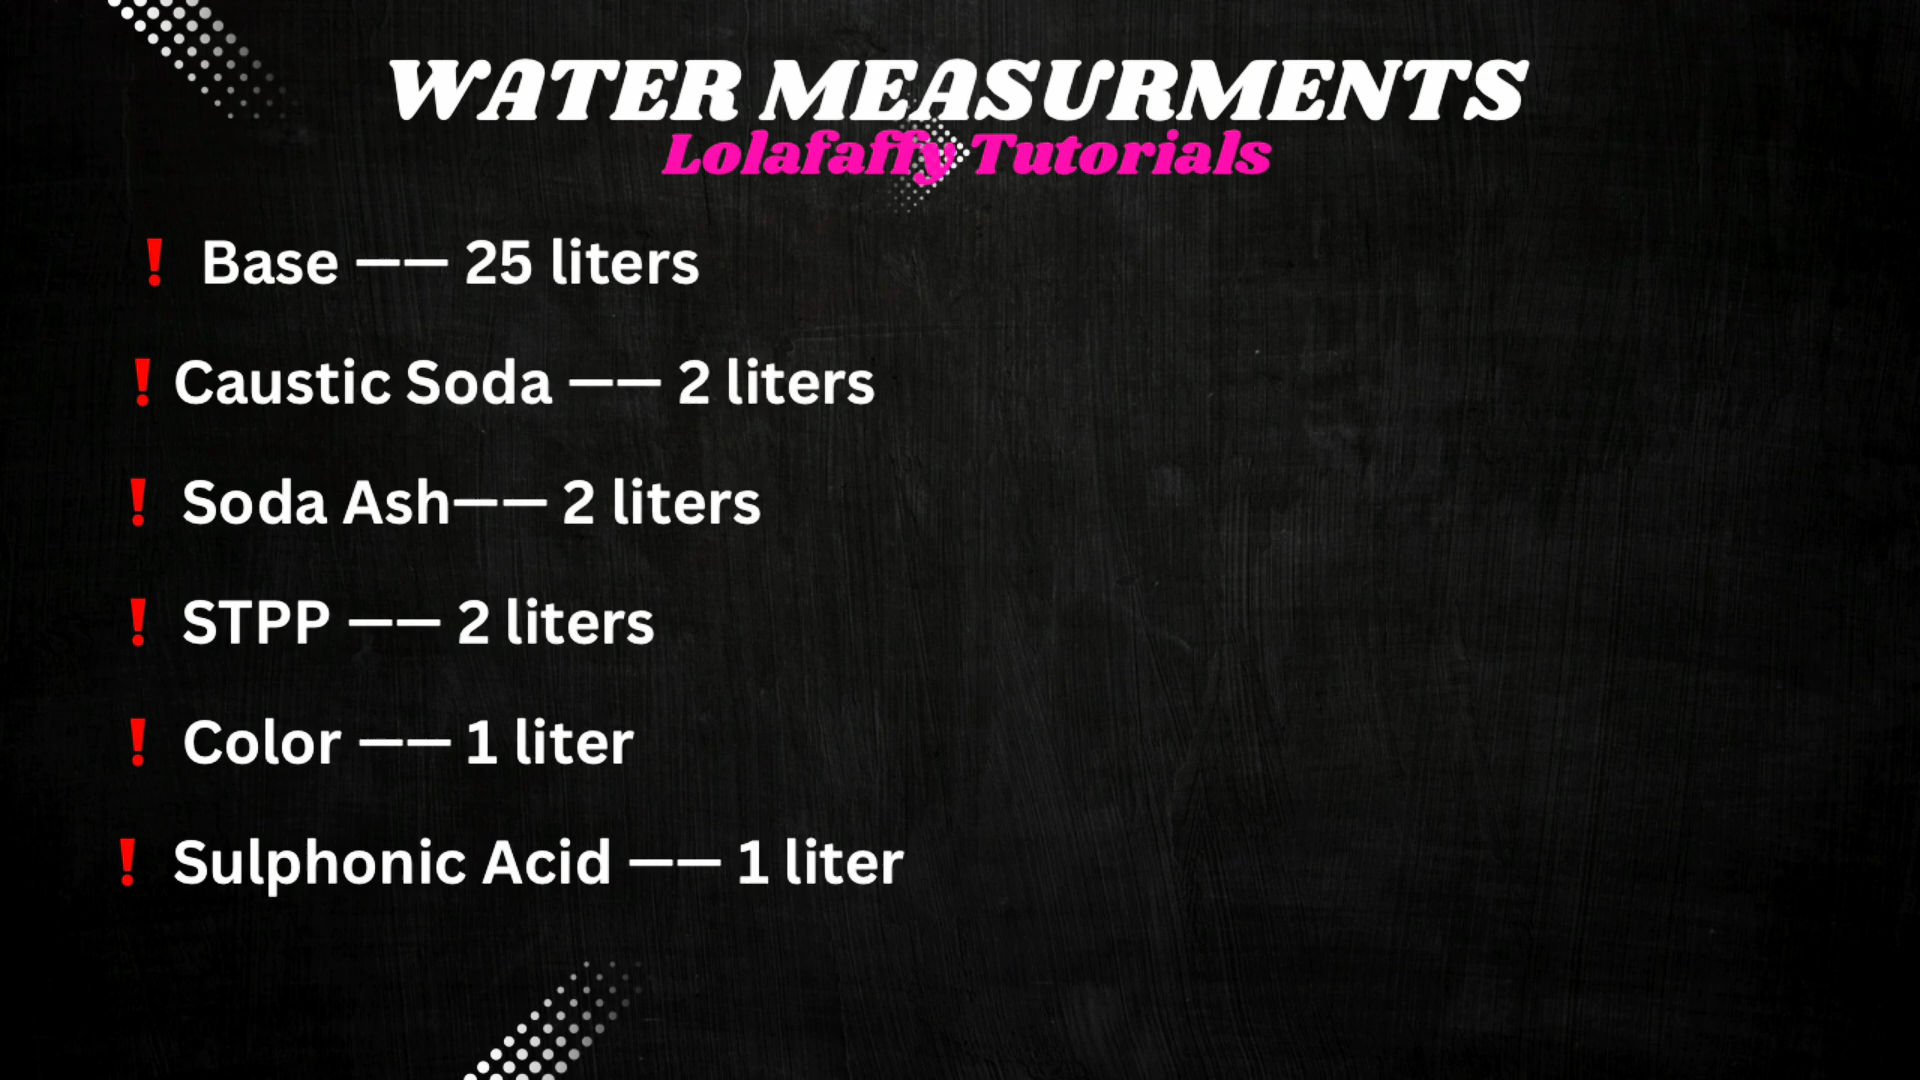 WATER MEASURMENTS
Lolafaffy Tutorials
❗ Base —— 25 liters
❗ Caustic Soda —— 2 liters
❗ Soda Ash—— 2 liters
❗ STPP —— 2 liters
❗ Color —— 1 liter
❗ Sulphonic Acid —— 1 liter